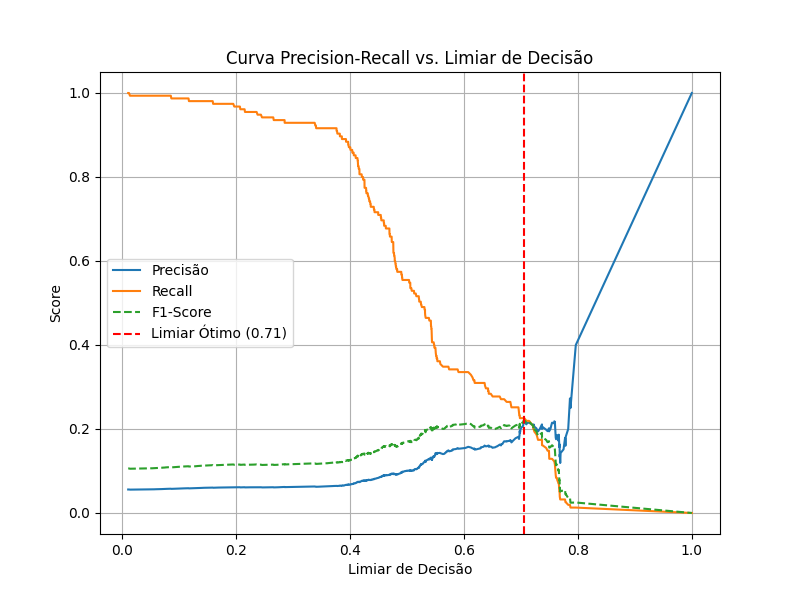 Curva Precision-Recall vs. Limiar de Decisão
1.0
0.8
0.6
0.4
0.2
0.0
Score
Precisão
Recall
F1-Score
Limiar Ótimo (0.71)
0.0 0.2 0.4 0.6 0.8 1.0
Limiar de Decisão